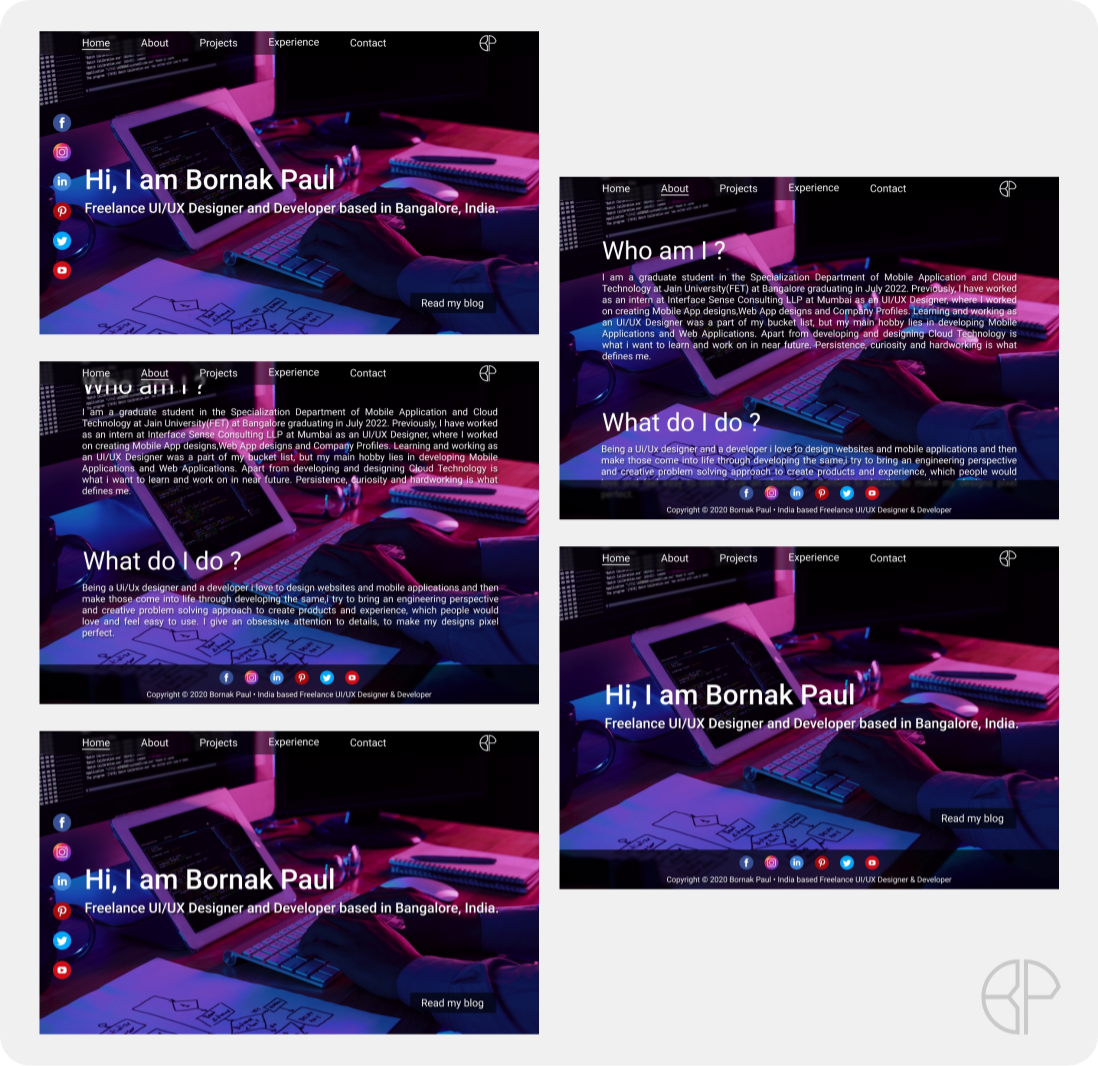 Home About Projects Experience Contact
Hi, I am Bornak Paul
Freelance UI/UX Designer and Developer based in Bangalore, India.
Read my blog
Home About Projects Experience Contact
Who am I ?
I am a graduate student in the Specialization Department of Mobile Application and Cloud
Technology at Jain University(FET) at Bangalore graduating in July 2022. Previously, I have worked
as an intern at Interface Sense Consulting LLP at Mumbai as an UI/UX Designer, where I worked
on creating Mobile App designs,Web App designs and Company Profiles. Learning and working as
an UI/UX Designer was a part of my bucket list, but my main hobby lies in developing Mobile
Applications and Web Applications. Apart from developing and designing Cloud Technology is
what i want to learn and work on in near future. Persistence, curiosity and hardworking is what
defines me.
What do I do ?
Being a Ui/Ux designer and a developer i love to design websites and mobile applications and then
make those come into life through developing the same,i try to bring an engineering perspective
and creative problem solving approach to create products and experience, which people would
love and feel easy to use. I give an obsessive attention to details, to make my designs pixel
perfect.
Copyright © 2020 Bornak Paul • India based Freelance UI/UX Designer & Developer
Home About Projects Experience Contact
Hi, I am Bornak Paul
Freelance UI/UX Designer and Developer based in Bangalore, India.
Read my blog
Home About Projects Experience Contact
Who am I ?
I am a graduate student in the Specialization Department of Mobile Application and Cloud
Technology at Jain University(FET) at Bangalore graduating in July 2022. Previously, I have worked
as an intern at Interface Sense Consulting LLP at Mumbai as an UI/UX Designer, where I worked
on creating Mobile App designs,Web App designs and Company Profiles. Learning and working as
an UI/UX Designer was a part of my bucket list, but my main hobby lies in developing Mobile
Applications and Web Applications. Apart from developing and designing Cloud Technology is
what i want to learn and work on in near future. Persistence, curiosity and hardworking is what
defines me.
What do I do ?
Being a Ui/Ux designer and a developer i love to design websites and mobile applications and then
make those come into life through developing the same,i try to bring an engineering perspective
and creative problem solving approach to create products and experience, which people would
perfect.
Copyright © 2020 Bornak Paul • India based Freelance UI/UX Designer & Developer
Home About Projects Experience Contact
Hi, I am Bornak Paul
Freelance UI/UX Designer and Developer based in Bangalore, India.
Read my blog
Copyright © 2020 Bornak Paul • India based Freelance UI/UX Designer & Developer
BP